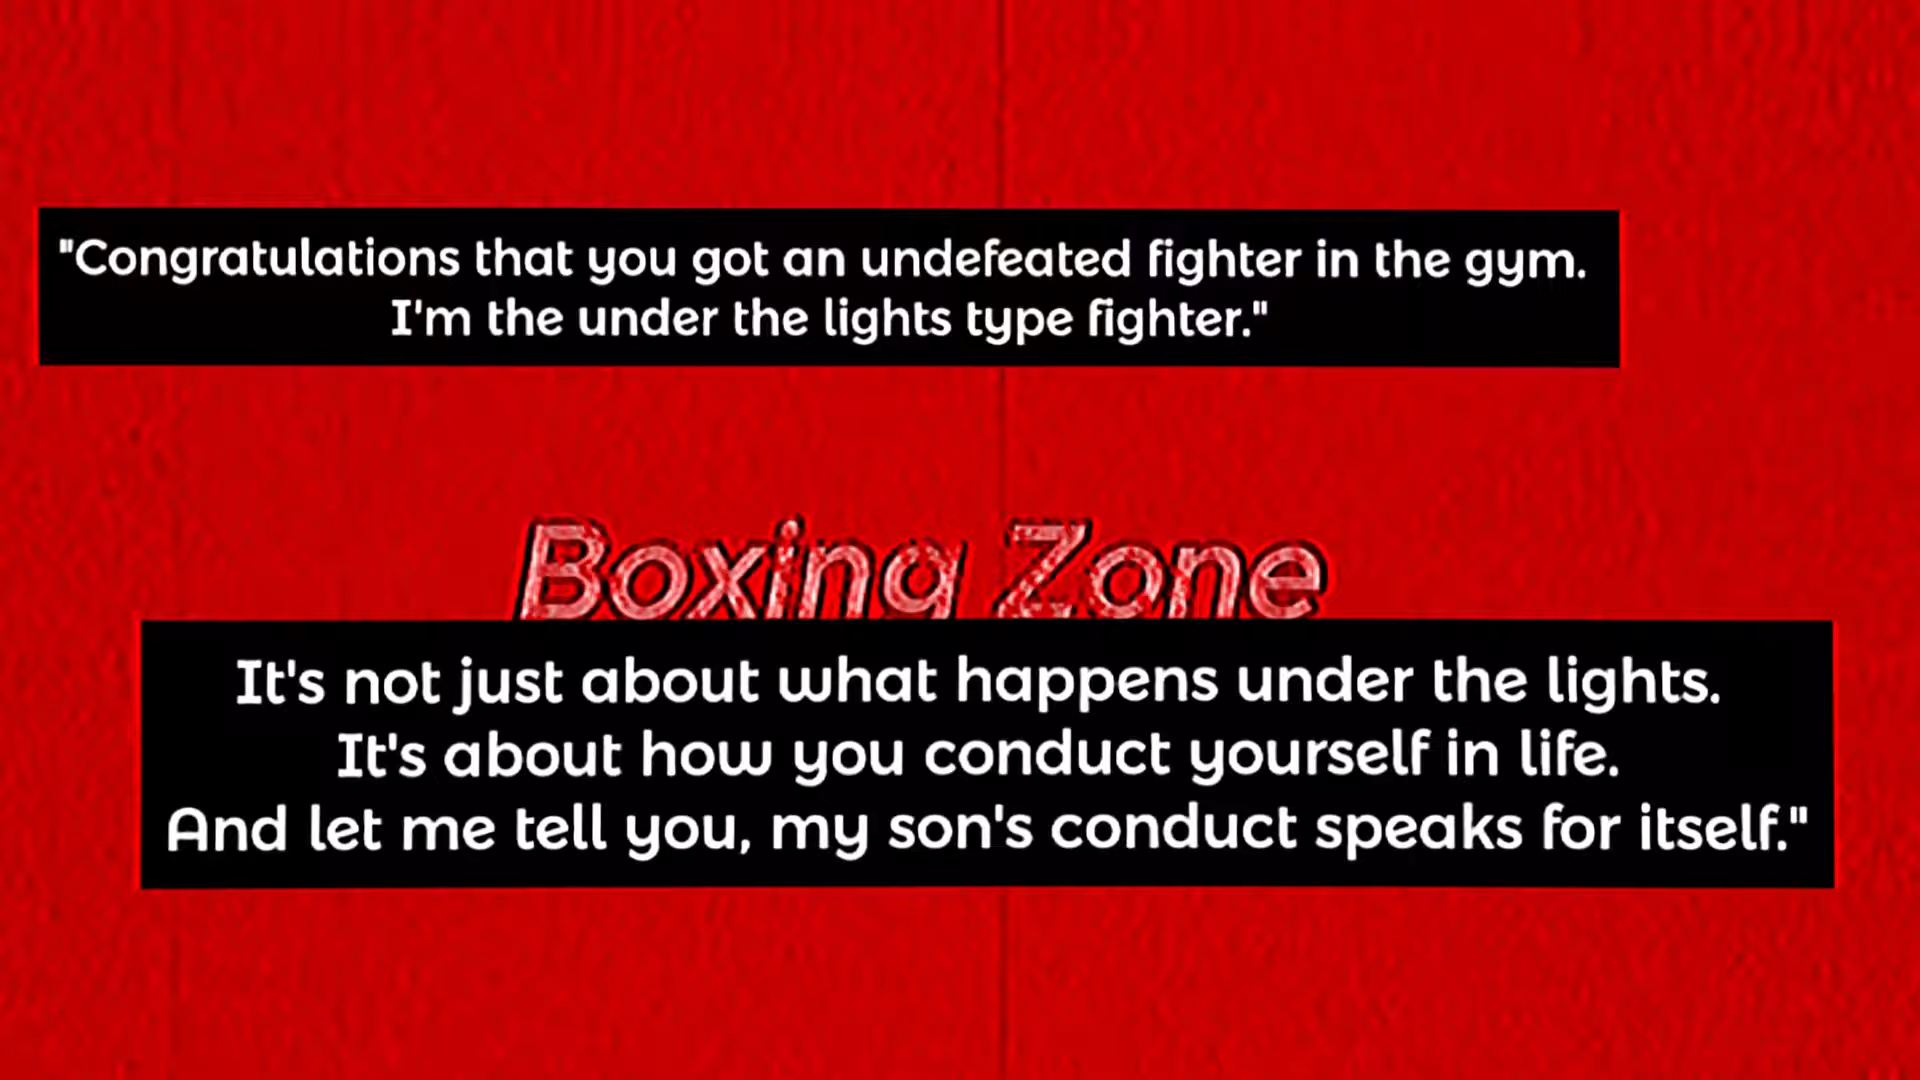 "Congratulations that you got an undefeated fighter in the gym.
I'm the under the lights type fighter."
Boxing Zone
It's not just about what happens under the lights.
It's about how you conduct yourself in life.
And let me tell you, my son's conduct speaks for itself."